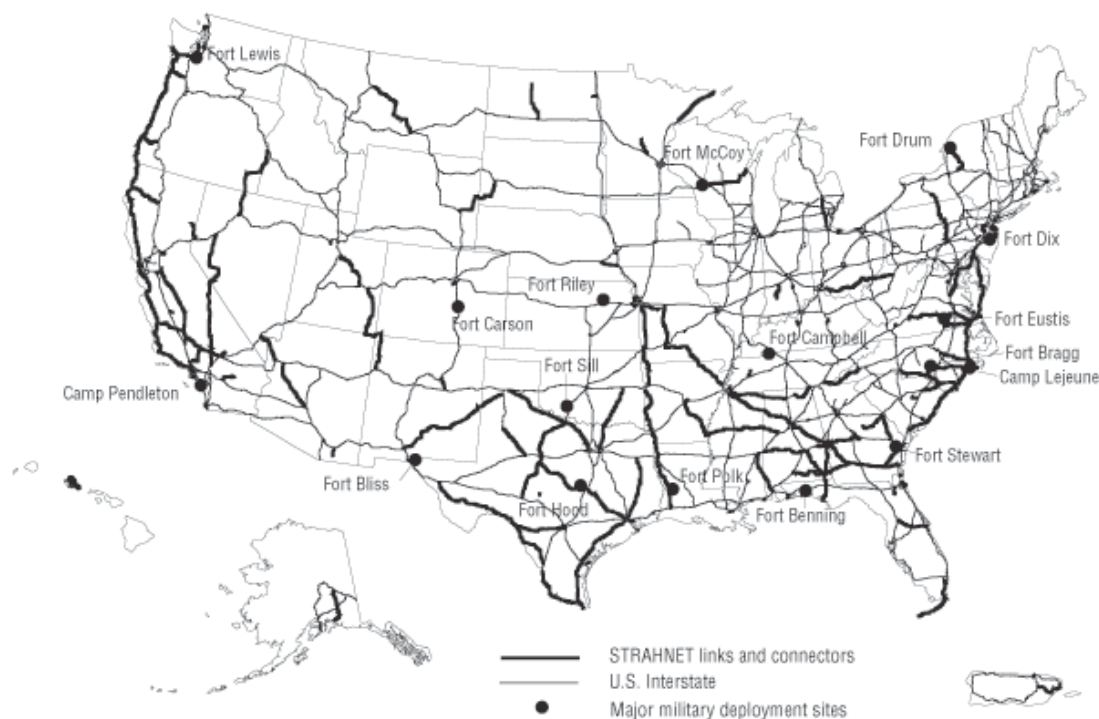 Fort Lewis
Fort Drum
Fort McCoy
Fort Dix
Fort Riley
Fort Carson
Fort Eustis
Fort Campbell
Fort Bragg
Fort Sill
Camp Lejeune
Camp Pendleton
Fort Stewart
Fort Bliss
Fort Polk
Fort Hood
Fort Benning
STRAHNET links and connectors
U.S. Interstate
Major military deployment sites